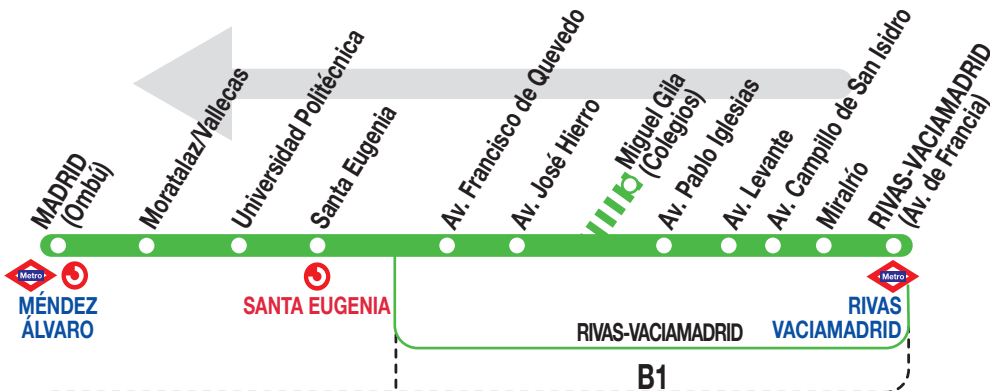 MADRID
(Ombú)
Moratalaz/Vallecas
Universidad Politécnica
Santa Eugenia
Av. Francisco de Quevedo
Av. José Hierro
Miguel Gila
(Colegios)
Av. Pablo Iglesias
Av. Levante
Av. Campillo de San Isidro
Miralrío
RIVAS-VACIAMADRID
(Av. de Francia)
Metro
MÉNDEZ
ÁLVARO
SANTA EUGENIA
Metro
RIVAS
VACIAMADRID
RIVAS-VACIAMADRID
B1